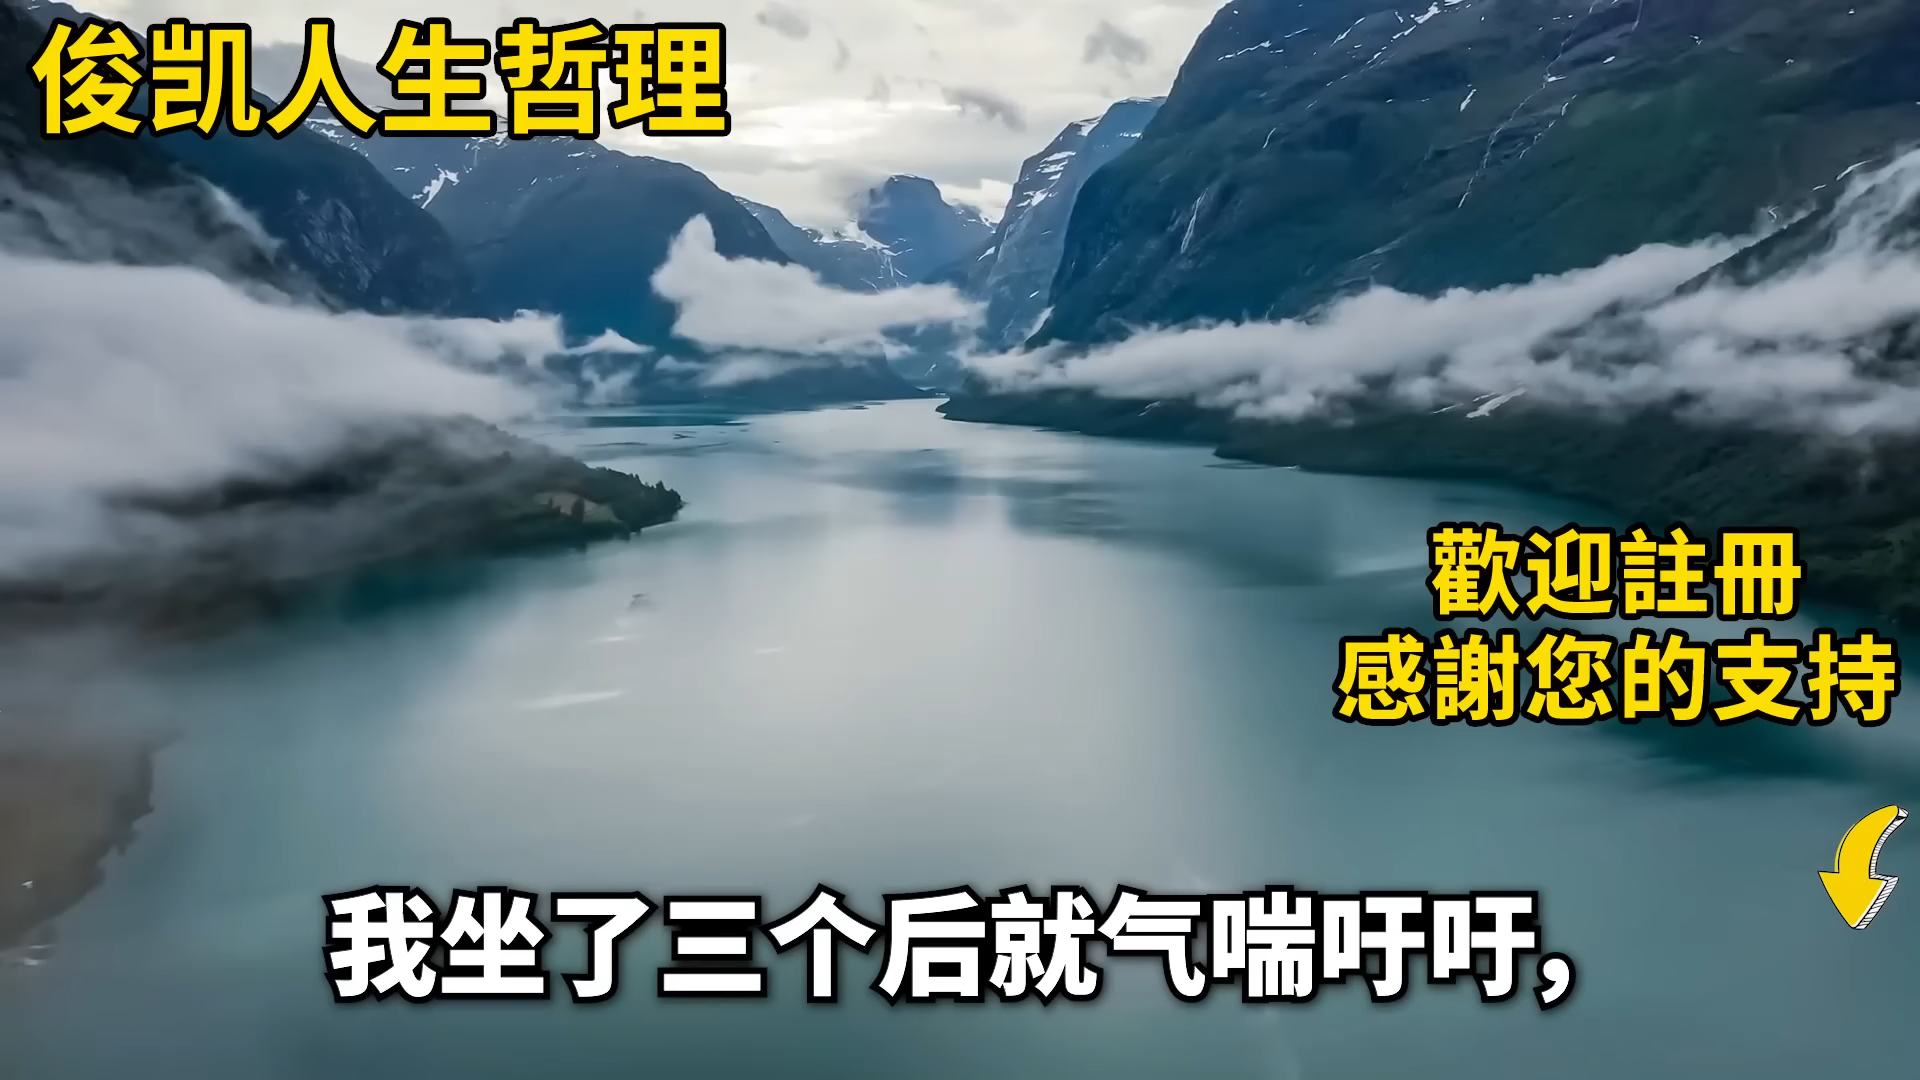 俊凯人生哲理
歡迎註冊
感謝您的支持
我坐了三个后就气喘吁吁,